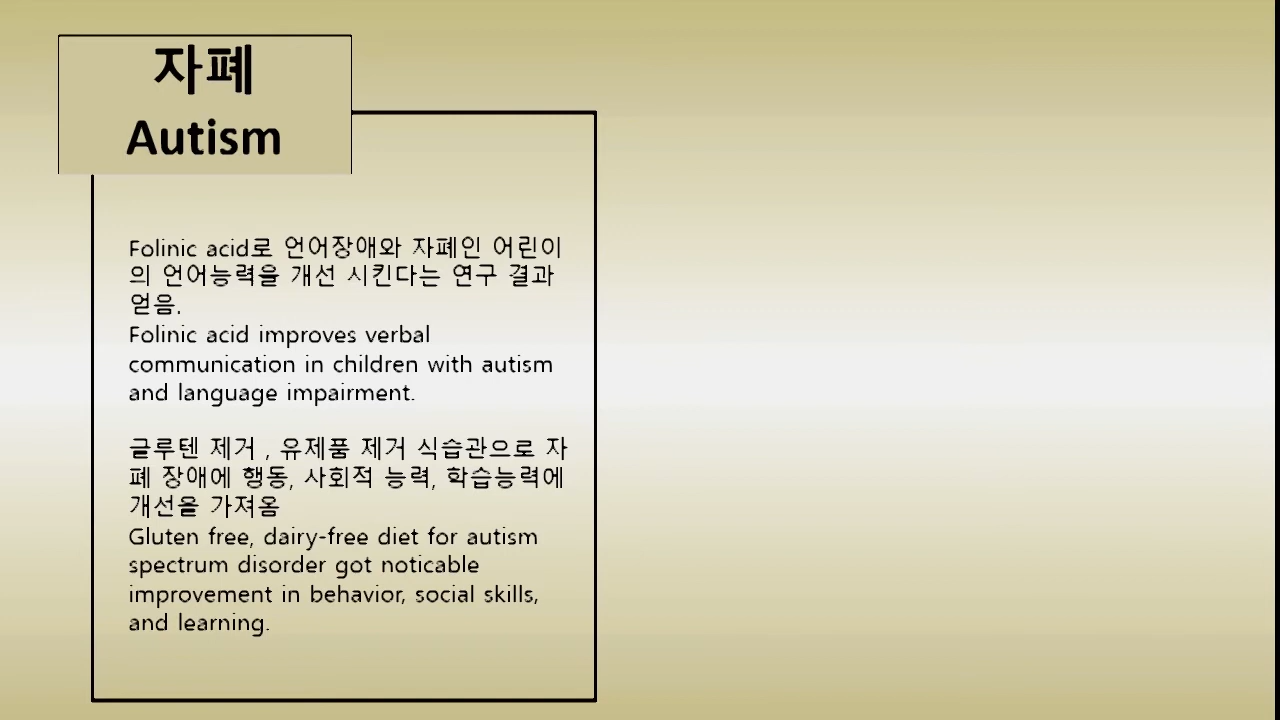 자폐
Autism
Folinic acid로 언어장애와 자폐인 어린이
의 언어능력을 개선 시킨다는 연구 결과
얻음.
Folinic acid improves verbal
communication in children with autism
and language impairment.
글루텐 제거 , 유제품 제거 식습관으로 자
폐 장애에 행동, 사회적 능력, 학습능력에
개선을 가져옴
Gluten free, dairy-free diet for autism
spectrum disorder got noticable
improvement in behavior, social skills,
and learning.